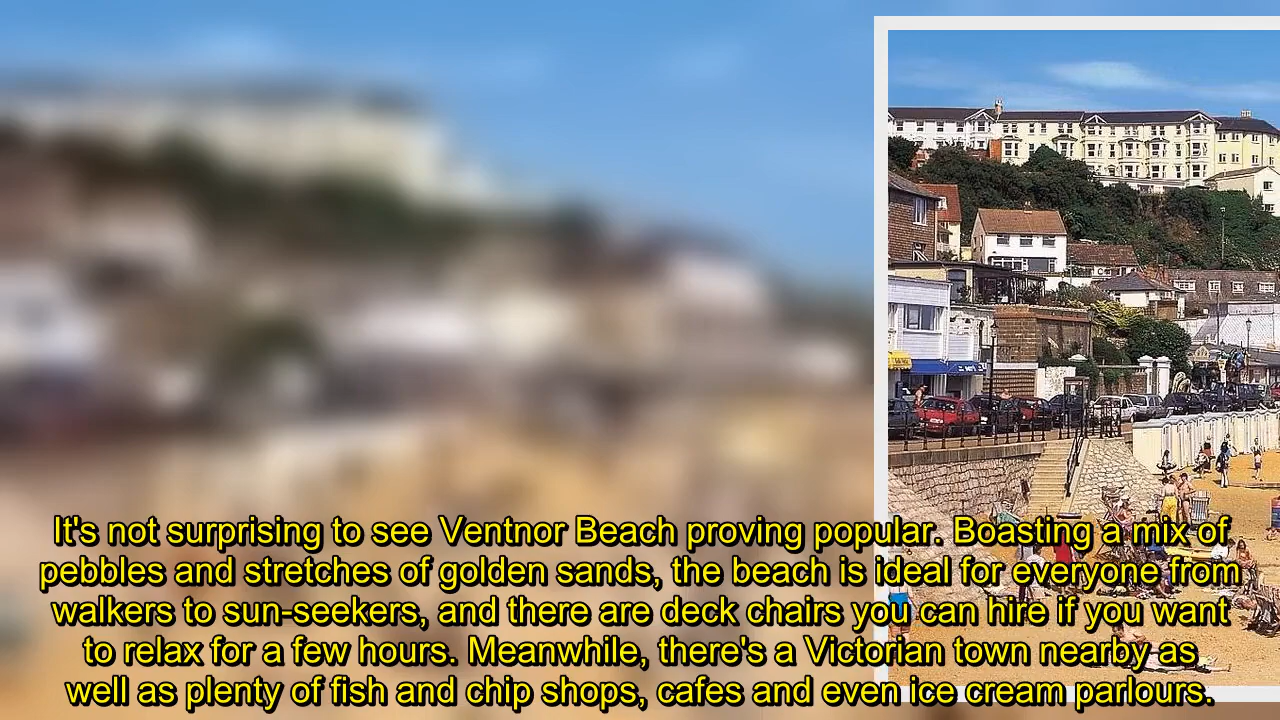 It's not surprising to see Ventnor Beach proving popular. Boasting a mix of
pebbles and stretches of golden sands, the beach is ideal for everyone from
walkers to sun-seekers, and there are deck chairs you can hire if you want
to relax for a few hours. Meanwhile, there's a Victorian town nearby as
well as plenty of fish and chip shops, cafes and even ice cream parlours.